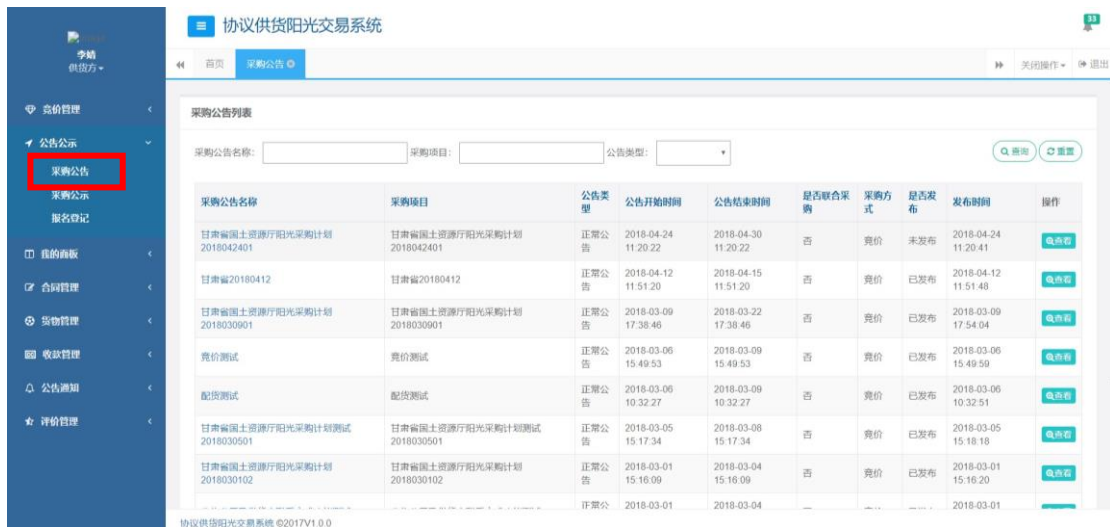 协议供货阳光交易系统
33
李婧
供货方
首页
采购公告
关闭操作
退出
竞价管理
公告公示
采购公告
采购公示
报名登记
我的面板
合同管理
货物管理
收款管理
公告通知
评价管理
采购公告列表
采购公告名称:
采购项目:
公告类型:
查询
重置
采购公告名称 采购项目 公告类型 公告开始时间 公告结束时间 是否联合采购 采购方式 是否发布 发布时间 操作
甘肃省国土资源厅阳光采购计划2018042401 甘肃省国土资源厅阳光采购计划2018042401 正常公告 2018-04-24 11:20:22 2018-04-30 11:20:22 否 竞价 未发布 2018-04-24 11:20:41 查看
甘肃省20180412 甘肃省20180412 正常公告 2018-04-12 11:51:20 2018-04-15 11:51:20 否 竞价 已发布 2018-04-12 11:51:48 查看
甘肃省国土资源厅阳光采购计划2018030901 甘肃省国土资源厅阳光采购计划2018030901 正常公告 2018-03-09 17:38:46 2018-03-22 17:38:46 否 竞价 已发布 2018-03-09 17:54:04 查看
竞价测试 竞价测试 正常公告 2018-03-06 15:49:53 2018-03-09 15:49:53 否 竞价 已发布 2018-03-06 15:49:59 查看
配货测试 配货测试 正常公告 2018-03-06 10:32:27 2018-03-09 10:32:27 否 竞价 已发布 2018-03-06 10:32:51 查看
甘肃省国土资源厅阳光采购计划测试2018030501 甘肃省国土资源厅阳光采购计划测试2018030501 正常公告 2018-03-05 15:17:34 2018-03-08 15:17:34 否 竞价 已发布 2018-03-05 15:18:18 查看
甘肃省国土资源厅阳光采购计划2018030102 甘肃省国土资源厅阳光采购计划2018030102 正常公告 2018-03-01 15:16:09 2018-03-04 15:16:09 否 竞价 已发布 2018-03-01 15:16:20 查看
正常公 2018-03-01 2018-03-04 2018-03-01
协议供货阳光交易系统 ©2017V1.0.0